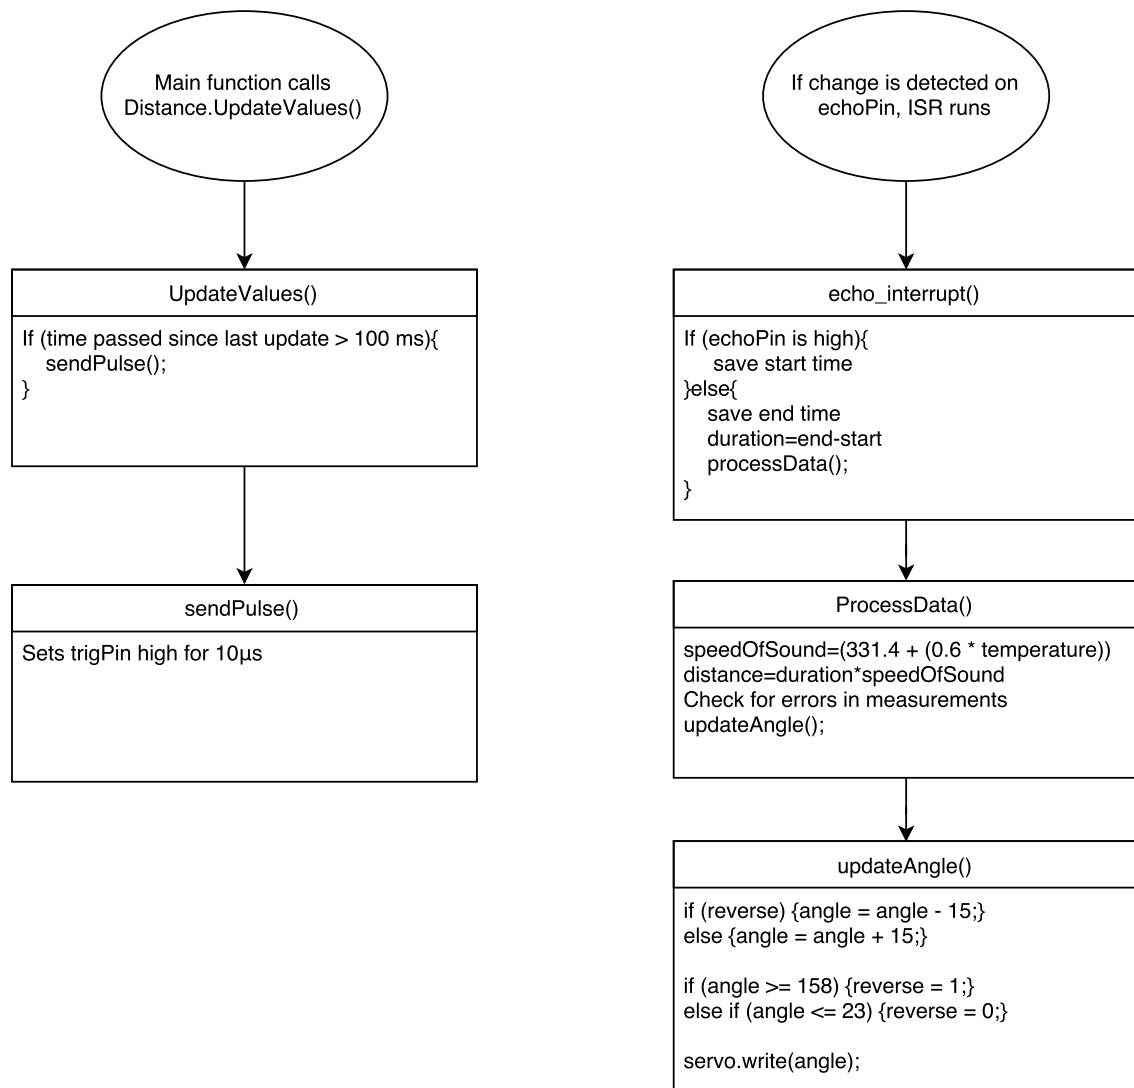 Main function calls
Distance.UpdateValues()
UpdateValues()
If (time passed since last update > 100 ms){
sendPulse();
}
sendPulse()
Sets trigPin high for 10µs
If change is detected on
echoPin, ISR runs
echo_interrupt()
If (echoPin is high){
save start time
}else{
save end time
duration=end-start
processData();
}
ProcessData()
speedOfSound=(331.4 + (0.6 * temperature))
distance=duration*speedOfSound
Check for errors in measurements
updateAngle();
updateAngle()
if (reverse) {angle = angle - 15;}
else {angle = angle + 15;}
if (angle >= 158) {reverse = 1;}
else if (angle <= 23) {reverse = 0;}
servo.write(angle);